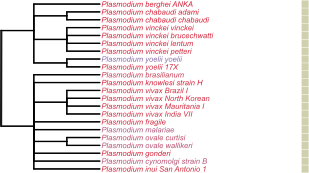 Plasmodium berghei ANKA
Plasmodium chabaudi adami
Plasmodium chabaudi chabaudi
Plasmodium vinckei vinckei
Plasmodium vinckei brucechwatti
Plasmodium vinckei lentum
Plasmodium vinckei petteri
Plasmodium yoelii yoelii
Plasmodium yoelii 17X
Plasmodium brasilianum
Plasmodium knowlesi strain H
Plasmodium vivax Brazil I
Plasmodium vivax North Korean
Plasmodium vivax Mauritania I
Plasmodium vivax India VII
Plasmodium fragile
Plasmodium malariae
Plasmodium ovale curtisi
Plasmodium ovale wallikeri
Plasmodium gonderi
Plasmodium cynomolgi strain B
Plasmodium inui San Antonio 1